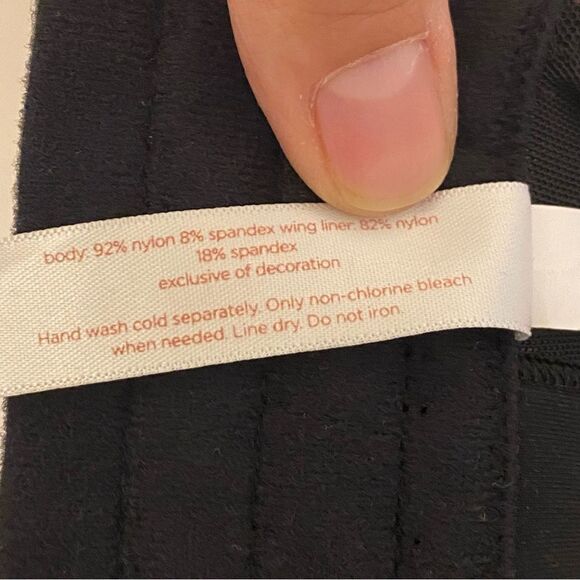 body: 92% nylon 8% spandex wing liner: 82% nylon
18% spandex
exclusive of decoration
Hand wash cold separately. Only non-chlorine bleach
when needed. Line dry. Do not iron.